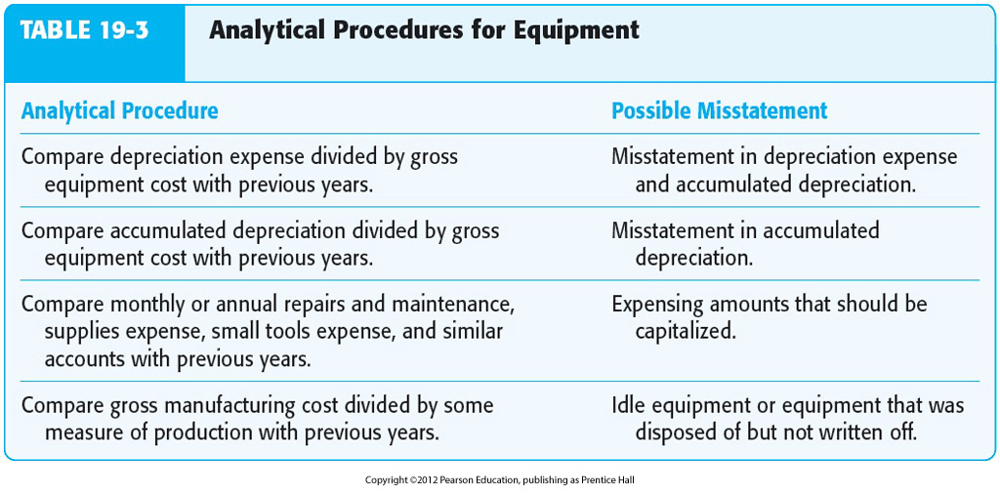 TABLE 19-3 Analytical Procedures for Equipment
Analytical Procedure Possible Misstatement
Compare depreciation expense divided by gross
equipment cost with previous years.
Misstatement in depreciation expense
and accumulated depreciation.
Compare accumulated depreciation divided by gross
equipment cost with previous years.
Misstatement in accumulated
depreciation.
Compare monthly or annual repairs and maintenance,
supplies expense, small tools expense, and similar
accounts with previous years.
Expensing amounts that should be
capitalized.
Compare gross manufacturing cost divided by some
measure of production with previous years.
Idle equipment or equipment that was
disposed of but not written off.
Copyright ©2012 Pearson Education, publishing as Prentice Hall